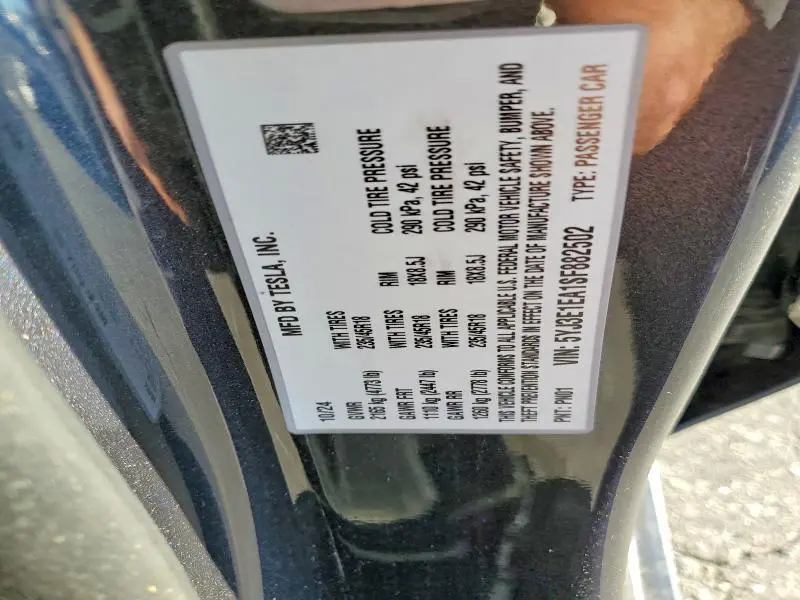 MFD BY TESLA, INC.
10/24
GVWR WITH TIRES RIM COLD TIRE PRESSURE
2165 kg (4773 lb) 235/45R18 18X8.5J 290 kPa, 42 psi
GAWR FRT WITH TIRES RIM COLD TIRE PRESSURE
1110 kg (2447 lb) 235/45R18 18X8.5J 290 kPa, 42 psi
GAWR RR WITH TIRES
1260 kg (2778 lb) 235/45R18
THIS VEHICLE CONFORMS TO ALL APPLICABLE U.S. FEDERAL MOTOR VEHICLE SAFETY, BUMPER, AND
THEFT PREVENTION STANDARDS IN EFFECT ON THE DATE OF MANUFACTURE SHOWN ABOVE.
PNT: PN01 VIN: 5YJ3E1EA1SF882502 TYPE: PASSENGER CAR